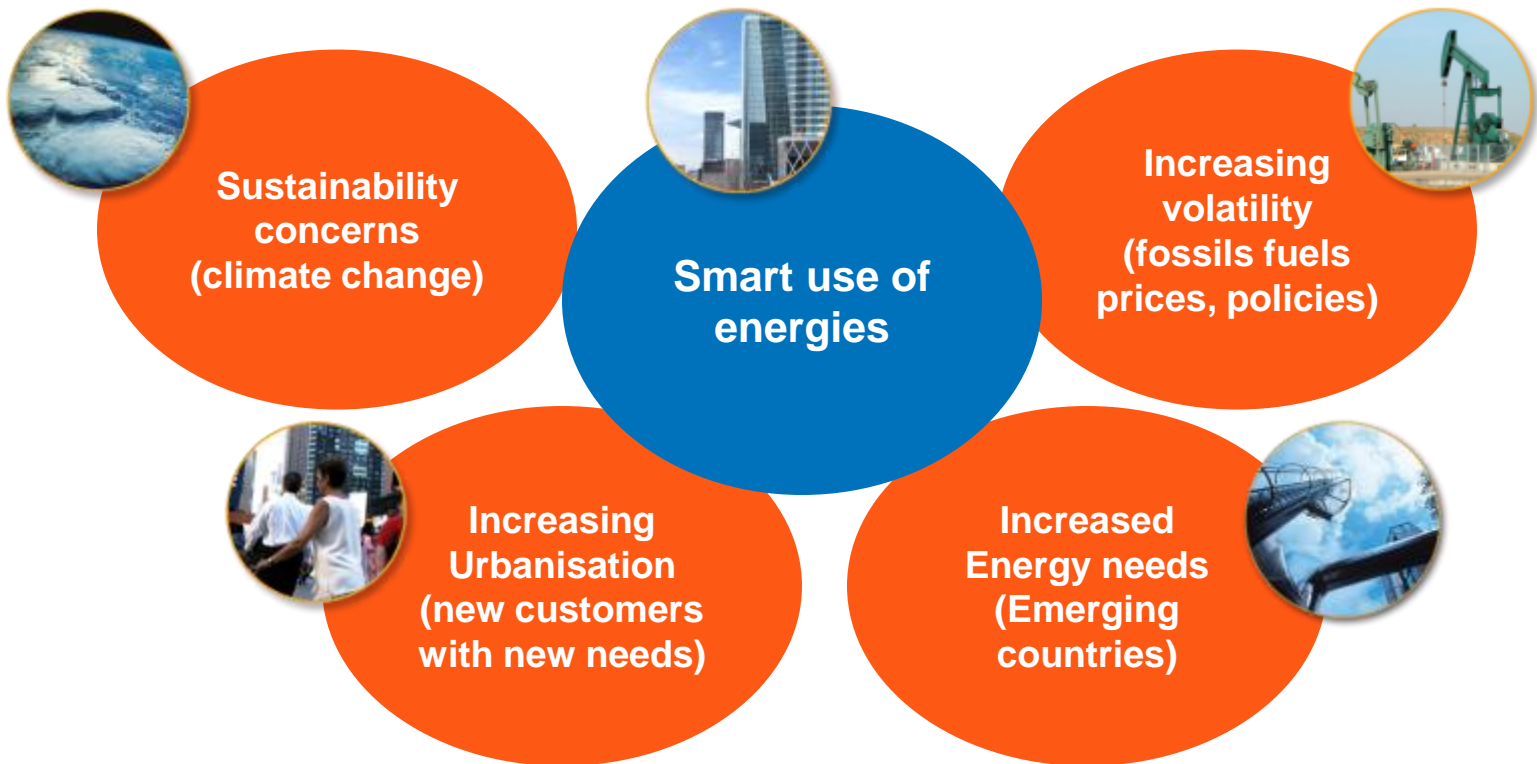 Sustainability
concerns
(climate change)
Smart use of
energies
Increasing
volatility
(fossils fuels
prices, policies)
Increasing
Urbanisation
(new customers
with new needs)
Increased
Energy needs
(Emerging
countries)